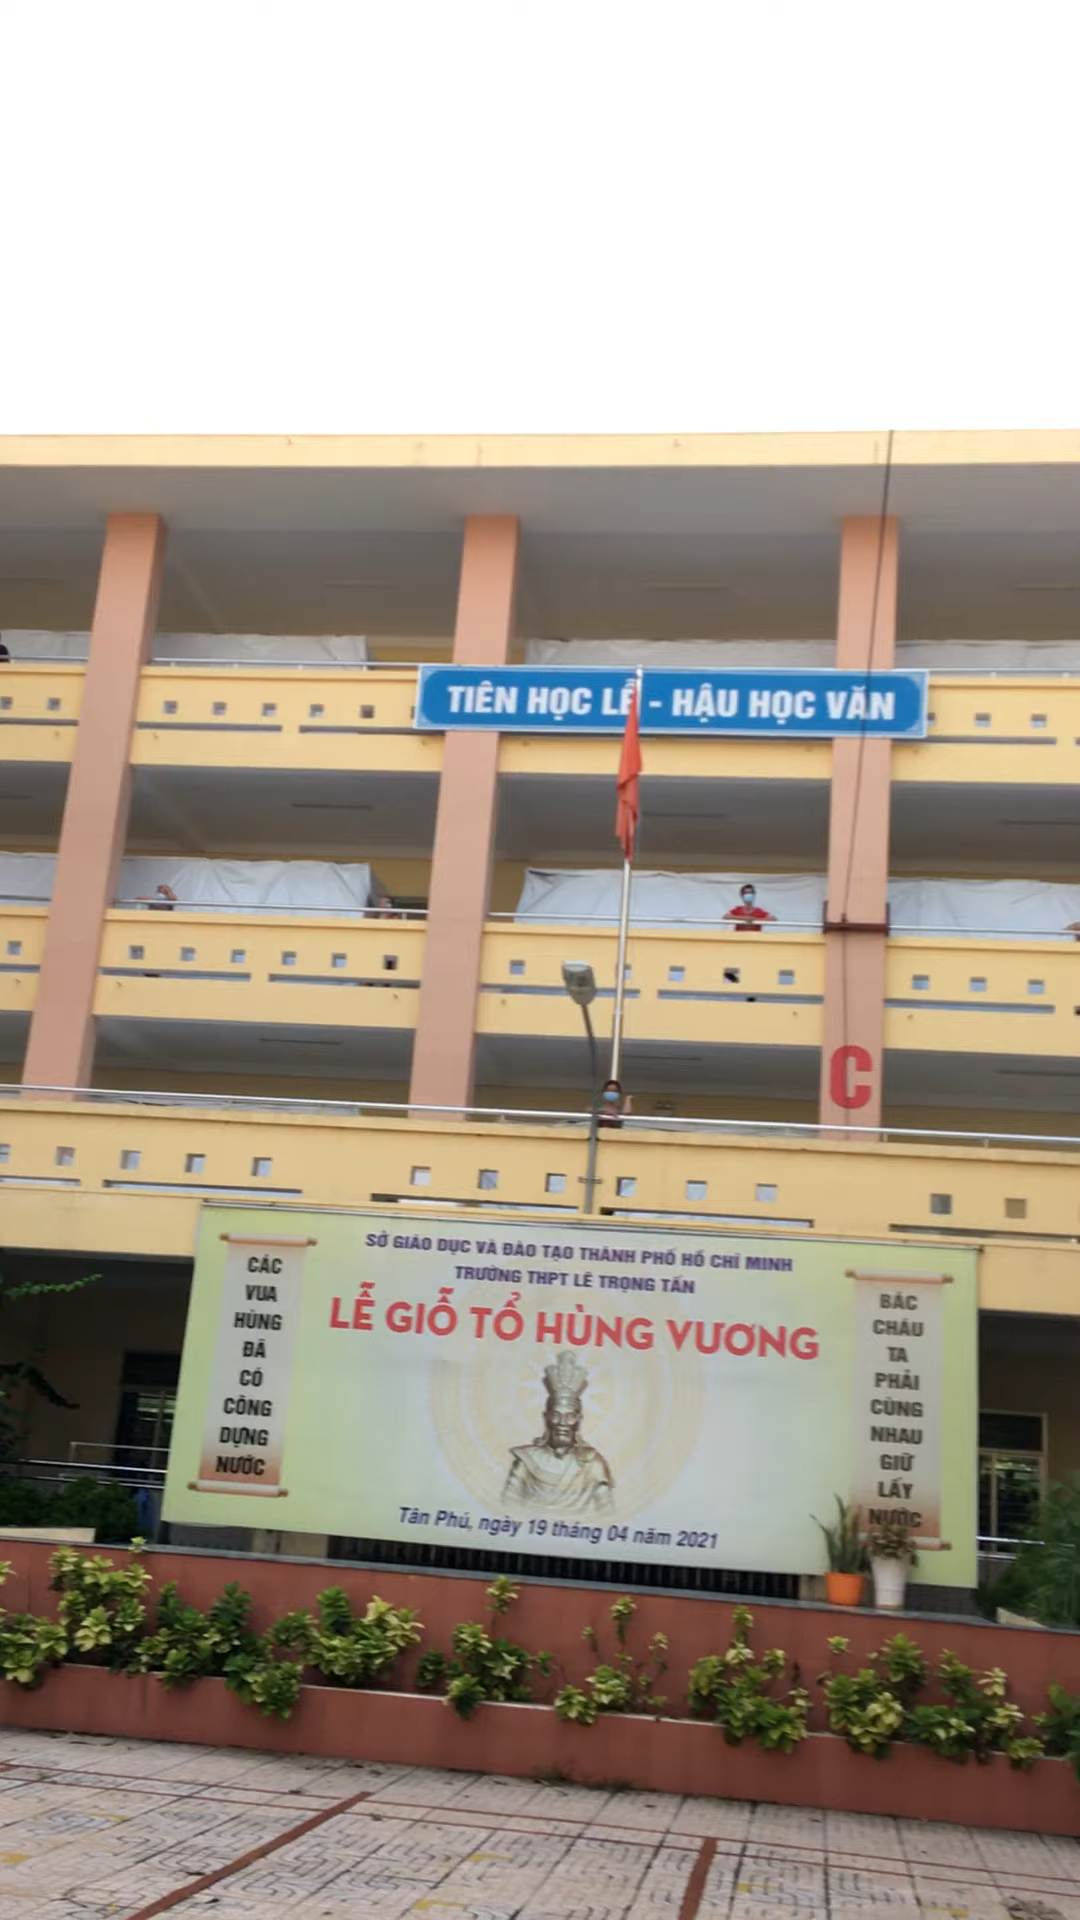 TIÊN HỌC LỄ - HẬU HỌC VĂN
C
SỞ GIÁO DỤC VÀ ĐÀO TẠO THÀNH PHỐ HỒ CHÍ MINH
TRƯỜNG THPT LÊ TRỌNG TẤN
LỄ GIỖ TỔ HÙNG VƯƠNG
CÁC
VUA
HÙNG
ĐÃ
CÓ
CÔNG
DỰNG
NƯỚC
BÁC
CHÁU
TA
PHẢI
CÙNG
NHAU
GIỮ
LẤY
NƯỚC
Tân Phú, ngày 19 tháng 04 năm 2021